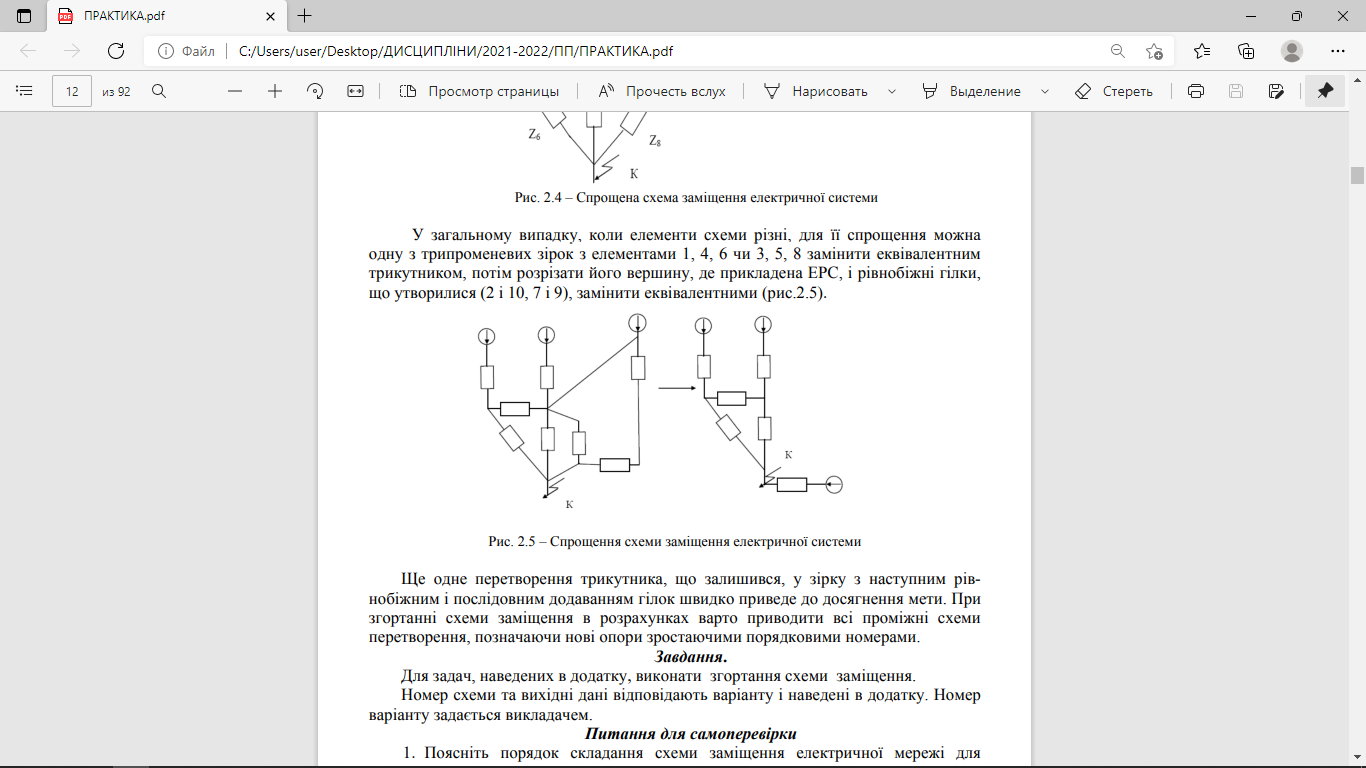 ПРАКТИКА.pdf
Файл
C:/Users/user/Desktop/ДИСЦИПЛІНИ/2021-2022/ПП/ПРАКТИКА.pdf
12 из 92
Просмотр страницы
Прочесть вслух
Нарисовать
Выделение
Стереть
Z6
Z8
К
Рис. 2.4 – Спрощена схема заміщення електричної системи
У загальному випадку, коли елементи схеми різні, для її спрощення можна
одну з трипроменевих зірок з елементами 1, 4, 6 чи 3, 5, 8 замінити еквівалентним
трикутником, потім розрізати його вершину, де прикладена ЕРС, і рівнобіжні гілки,
що утворилися (2 і 10, 7 і 9), замінити еквівалентними (рис.2.5).
К
К
Рис. 2.5 – Спрощення схеми заміщення електричної системи
Ще одне перетворення трикутника, що залишився, у зірку з наступним рів-
нобіжним і послідовним додаванням гілок швидко приведе до досягнення мети. При
згортанні схеми заміщення в розрахунках варто приводити всі проміжні схеми
перетворення, позначаючи нові опори зростаючими порядковими номерами.
Завдання.
Для задач, наведених в додатку, виконати згортання схеми заміщення.
Номер схеми та вихідні дані відповідають варіанту і наведені в додатку. Номер
варіанту задається викладачем.
Питання для самоперевірки
1. Поясніть порядок складання схеми заміщення електричної мережі для